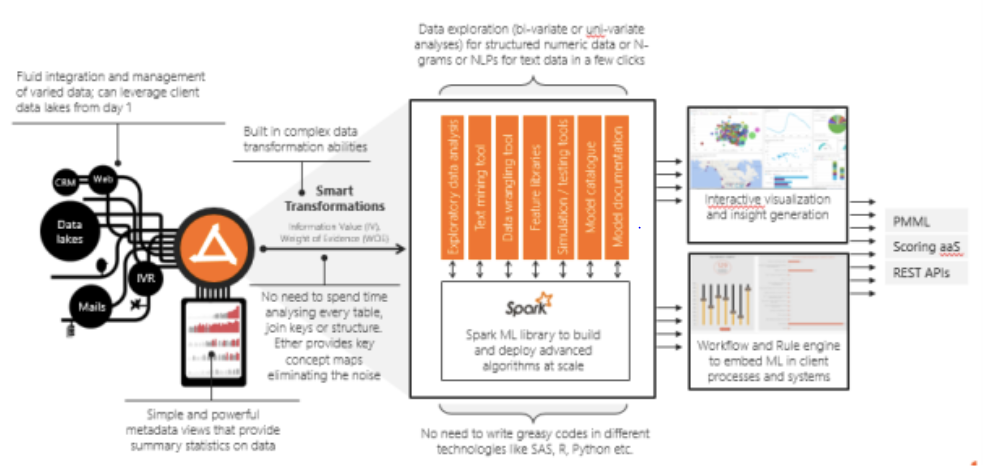 Data exploration (bi-variate or uni-variate
analyses) for structured numeric data or N-
grams or NLPs for text data in a few clicks
Fluid integration and management
of varied data; can leverage client
data lakes from day 1
Built in complex data
transformation abilities
CRM
Web
Data
lakes
IVR
Mails
Smart
Transformations
Information Value (IV),
Weight of Evidence (WOE)
No need to spend time
analysing every table,
join keys or structure.
Ether provides key
concept maps
eliminating the noise
Simple and powerful
metadata views that provide
summary statistics on data
Exploratory data analysis
Text mining tool
Data wrangling tool
Feature libraries
Simulation / testing tools
Model catalogue
Model documentation
Spark
Spark ML library to build
and deploy advanced
algorithms at scale
No need to write greasy codes in different
technologies like SAS, R, Python etc.
Interactive visualization
and insight generation
Workflow and Rule engine
to embed ML in client
processes and systems
PMML
Scoring aaS
REST APIs